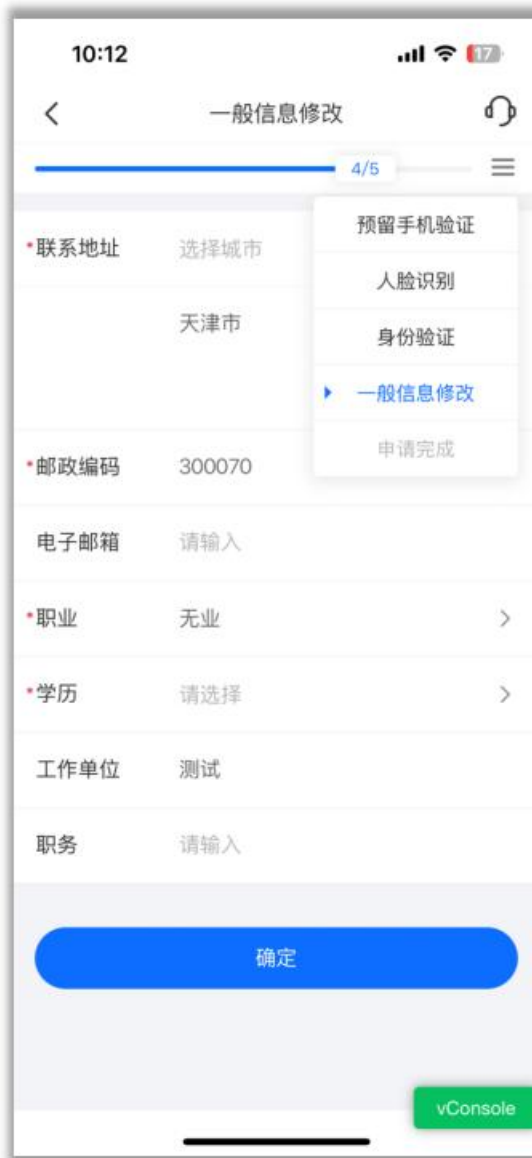 10:12
17
一般信息修改
4/5
预留手机验证
*联系地址 选择城市
人脸识别
天津市
身份验证
一般信息修改
申请完成
*邮政编码 300070
电子邮箱 请输入
*职业 无业
*学历 请选择
工作单位 测试
职务 请输入
确定
vConsole